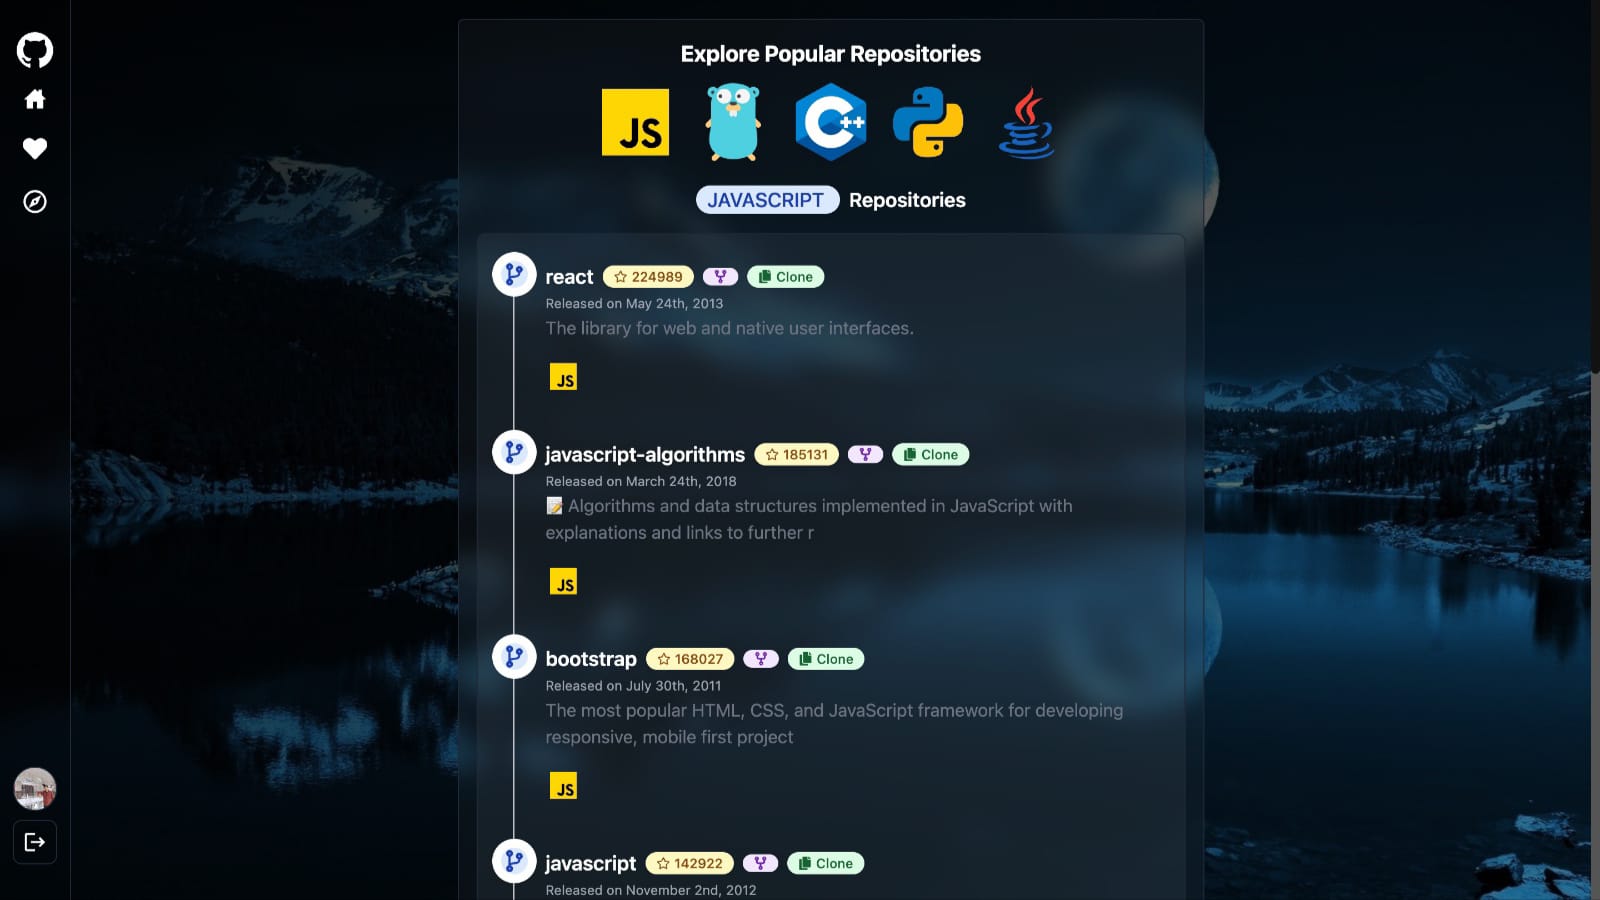 Explore Popular Repositories
JS
C++
JAVASCRIPT Repositories
react 224989 Clone
Released on May 24th, 2013
The library for web and native user interfaces.
JS
javascript-algorithms 185131 Clone
Released on March 24th, 2018
📝 Algorithms and data structures implemented in JavaScript with
explanations and links to further r
JS
bootstrap 168027 Clone
Released on July 30th, 2011
The most popular HTML, CSS, and JavaScript framework for developing
responsive, mobile first project
JS
javascript 142922 Clone
Released on November 2nd, 2012